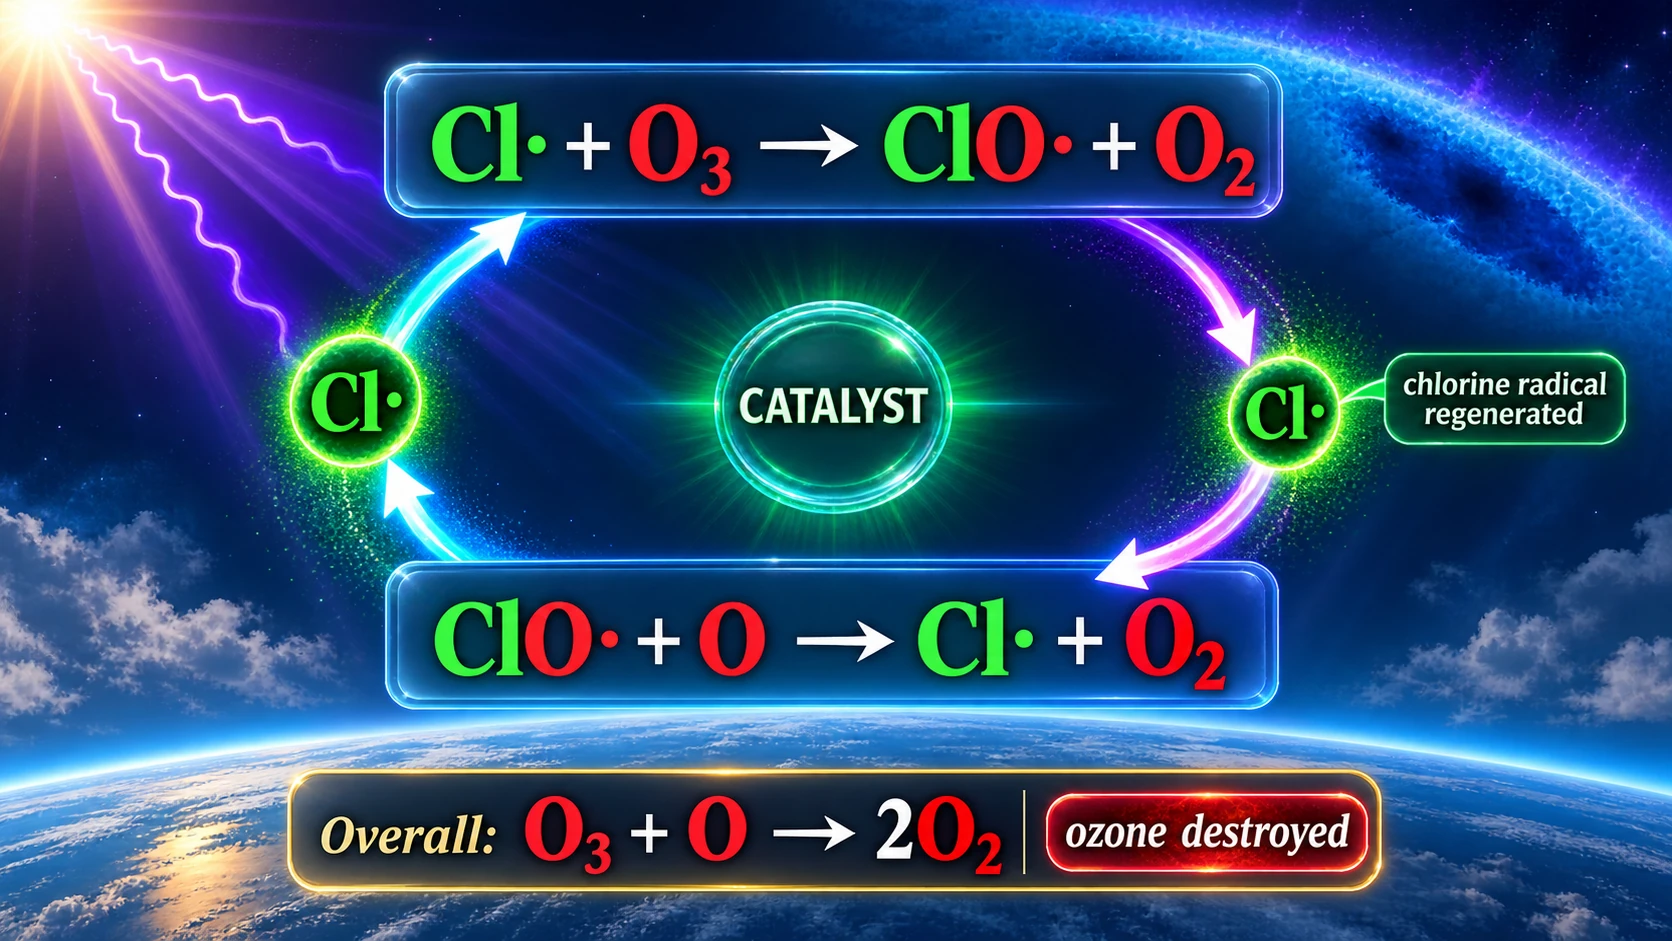 Cl· + O₃ → ClO· + O₂
Cl·
CATALYST
Cl·
chlorine radical
regenerated
ClO· + O → Cl· + O₂
Overall: O₃ + O → 2O₂
ozone destroyed